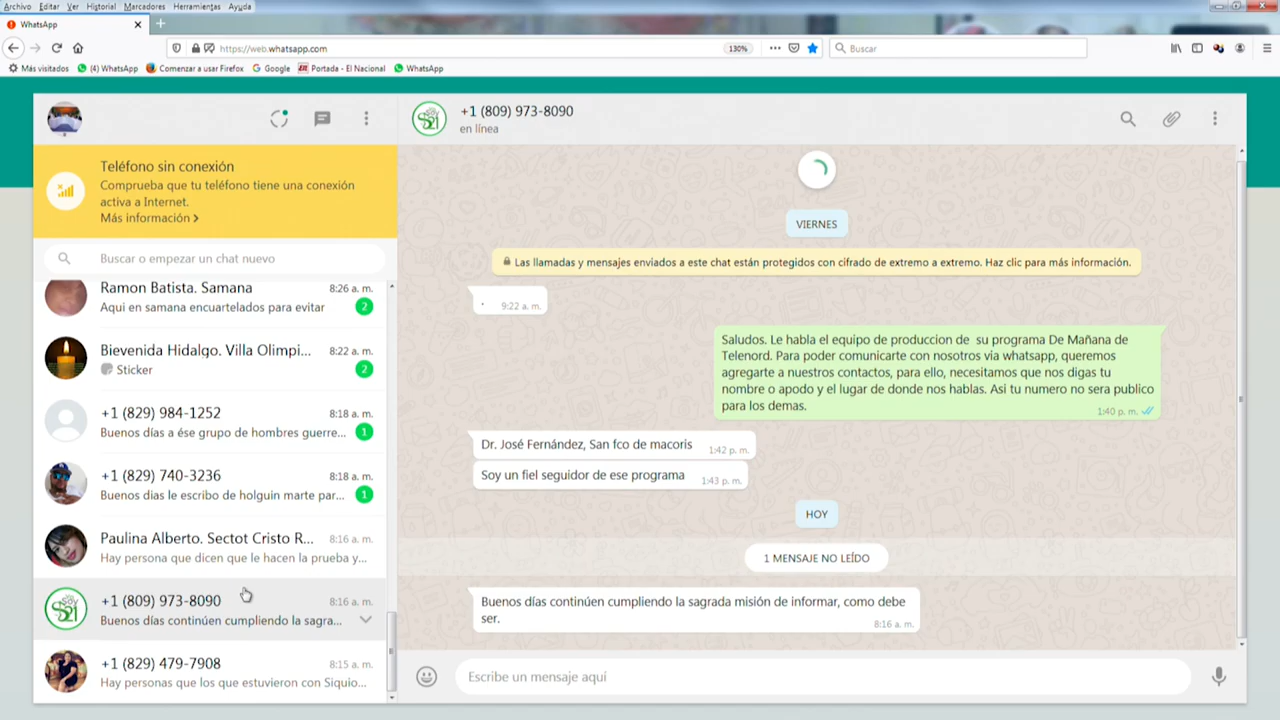 Archivo Editar Ver Historial Marcadores Herramientas Ayuda
WhatsApp
https://web.whatsapp.com
130%
Buscar
Más visitados
(4) WhatsApp
Comenzar a usar Firefox
Google
Portada - El Nacional
WhatsApp
Teléfono sin conexión
Comprueba que tu teléfono tiene una conexión
activa a Internet.
Más información
Buscar o empezar un chat nuevo
Ramon Batista. Samana
8:26 a. m.
Aqui en samana encuartelados para evitar
2
Bievenida Hidalgo. Villa Olimpi...
8:22 a. m.
Sticker
2
+1 (829) 984-1252
8:18 a. m.
Buenos días a ése grupo de hombres guerre...
1
+1 (829) 740-3236
8:18 a. m.
Buenos dias le escribo de holguin marte par...
1
Paulina Alberto. Sectot Cristo R...
8:16 a. m.
Hay persona que dicen que le hacen la prueba y...
+1 (809) 973-8090
8:16 a. m.
Buenos días continúen cumpliendo la sagra...
+1 (829) 479-7908
8:15 a. m.
Hay personas que los que estuvieron con Siquio...
+1 (809) 973-8090
en línea
VIERNES
Las llamadas y mensajes enviados a este chat están protegidos con cifrado de extremo a extremo. Haz clic para más información.
.
9:22 a. m.
Saludos. Le habla el equipo de produccion de su programa De Mañana de
Telenord. Para poder comunicarte con nosotros via whatsapp, queremos
agregarte a nuestros contactos, para ello, necesitamos que nos digas tu
nombre o apodo y el lugar de donde nos hablas. Asi tu numero no sera publico
para los demas.
1:40 p. m.
Dr. José Fernández, San fco de macoris
1:42 p. m.
Soy un fiel seguidor de ese programa
1:43 p. m.
HOY
1 MENSAJE NO LEÍDO
Buenos días continúen cumpliendo la sagrada misión de informar, como debe
ser.
8:16 a. m.
Escribe un mensaje aquí